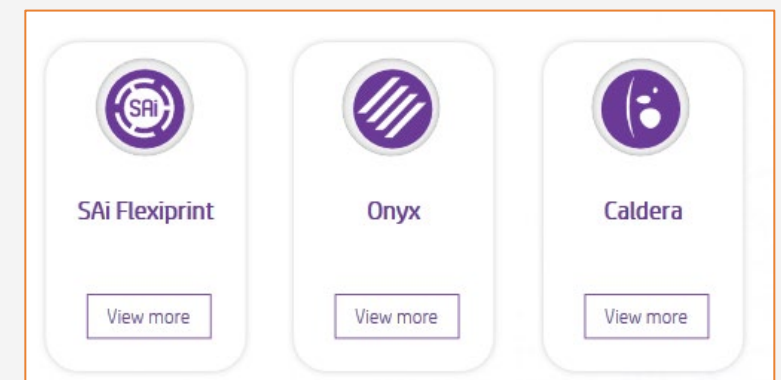 SAi
SAi Flexiprint
Onyx
Caldera
View more
View more
View more